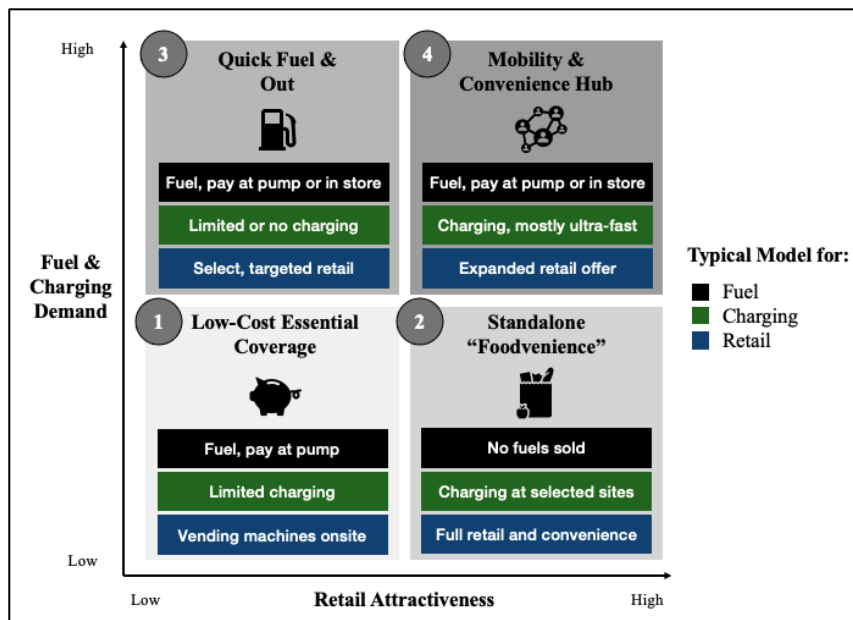 High
3
Quick Fuel &
Out
Fuel, pay at pump or in store
Limited or no charging
Select, targeted retail
4
Mobility &
Convenience Hub
Fuel, pay at pump or in store
Charging, mostly ultra-fast
Expanded retail offer
Fuel &
Charging
Demand
Typical Model for:
Fuel
Charging
Retail
1
Low-Cost Essential
Coverage
Fuel, pay at pump
Limited charging
Vending machines onsite
2
Standalone
“Foodvenience”
No fuels sold
Charging at selected sites
Full retail and convenience
Low
Low
Retail Attractiveness
High